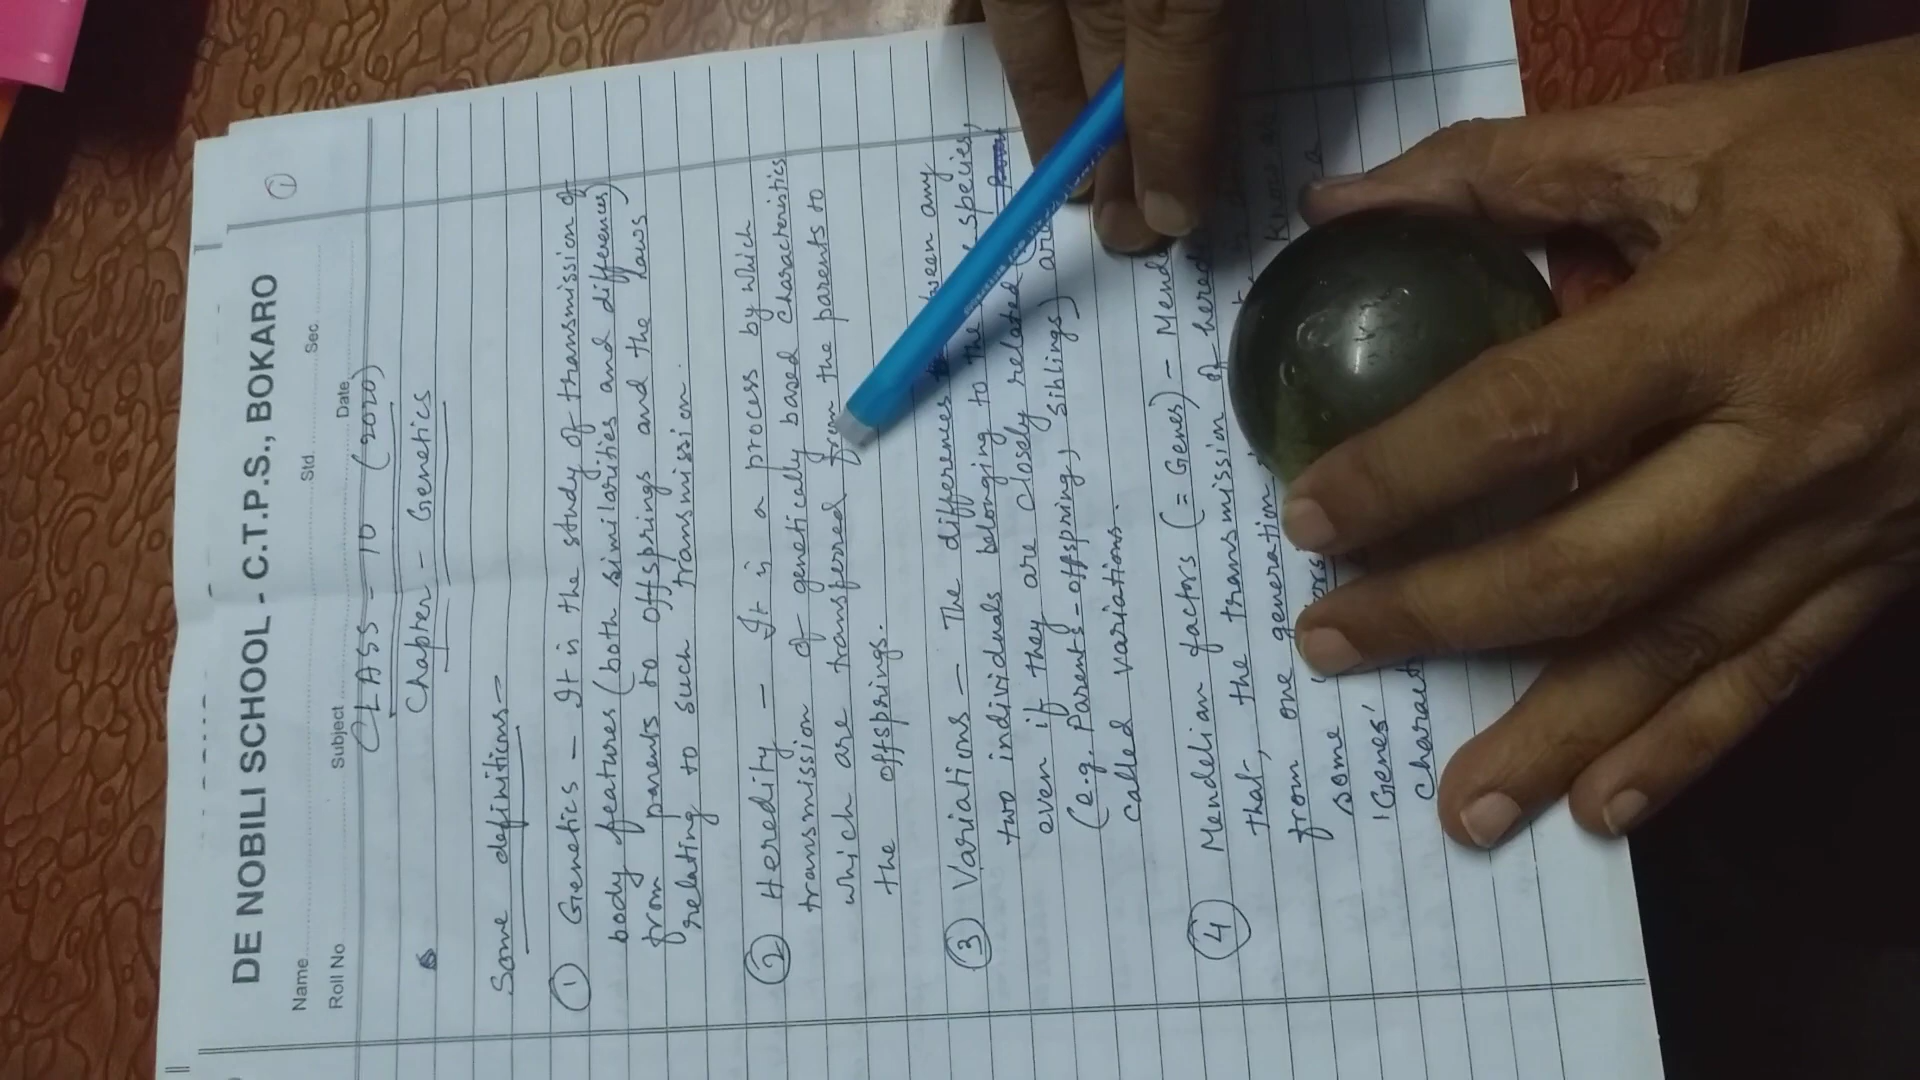 DE NOBILI SCHOOL - C.T.P.S., BOKARO
1
Name Std. Sec.
Roll No Subject Date
CLASS - 10 (2020)
Chapter - Genetics
Some definitions-
1 Genetics - It is the study of transmission of
body features (both similarities and differences)
from parents to offsprings and the laws
relating to such transmission.
2 Heredity - It is a process by which
transmission of genetically based characteristics
which are transferred from the parents to
the offsprings.
3 Variations - The differences between any
two individuals belonging to the species,
even if they are closely related
(e.g. Parents-offspring, siblings) are
called variations.
4 Mendelian factors (= Genes) -
that, the transmission of
from one generation
some
'Genes'